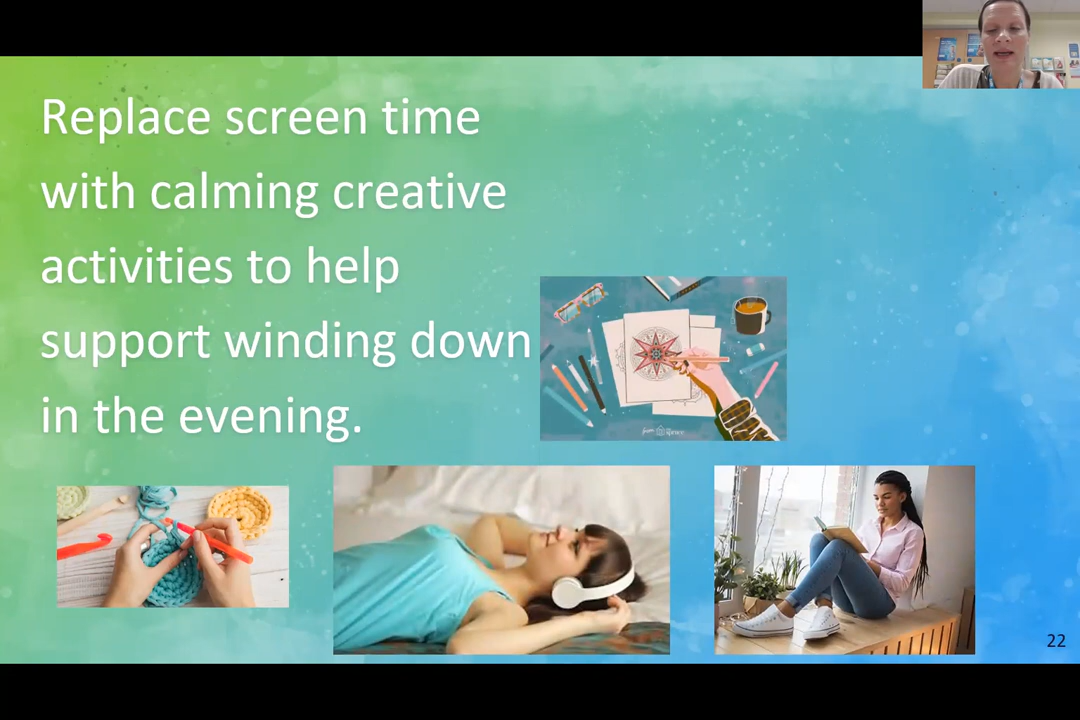 Replace screen time
with calming creative
activities to help
support winding down
in the evening.
22